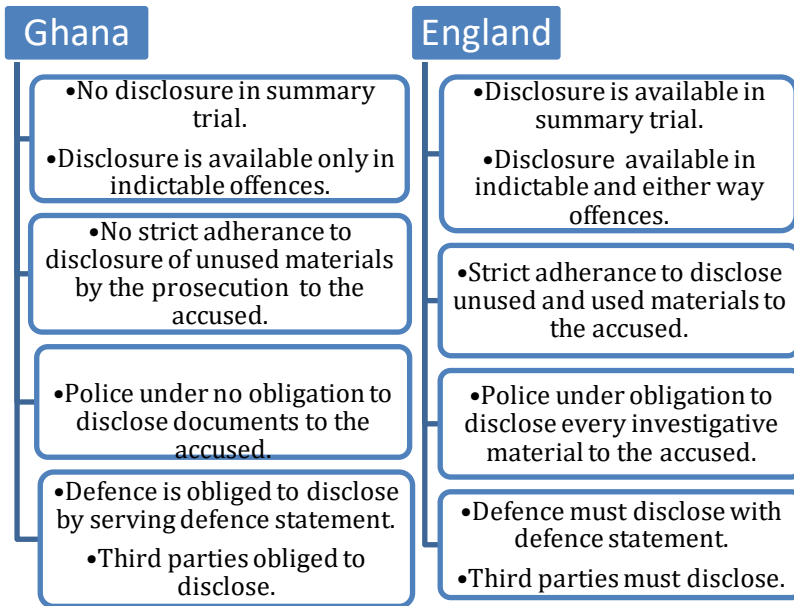 Ghana
•No disclosure in summary
trial.
•Disclosure is available only in
indictable offences.
•No strict adherance to
disclosure of unused materials
by the prosecution to the
accused.
•Police under no obligation to
disclose documents to the
accused.
•Defence is obliged to disclose
by serving defence statement.
•Third parties obliged to
disclose.
England
•Disclosure is available in
summary trial.
•Disclosure available in
indictable and either way
offences.
•Strict adherance to disclose
unused and used materials to
the accused.
•Police under obligation to
disclose every investigative
material to the accused.
•Defence must disclose with
defence statement.
•Third parties must disclose.